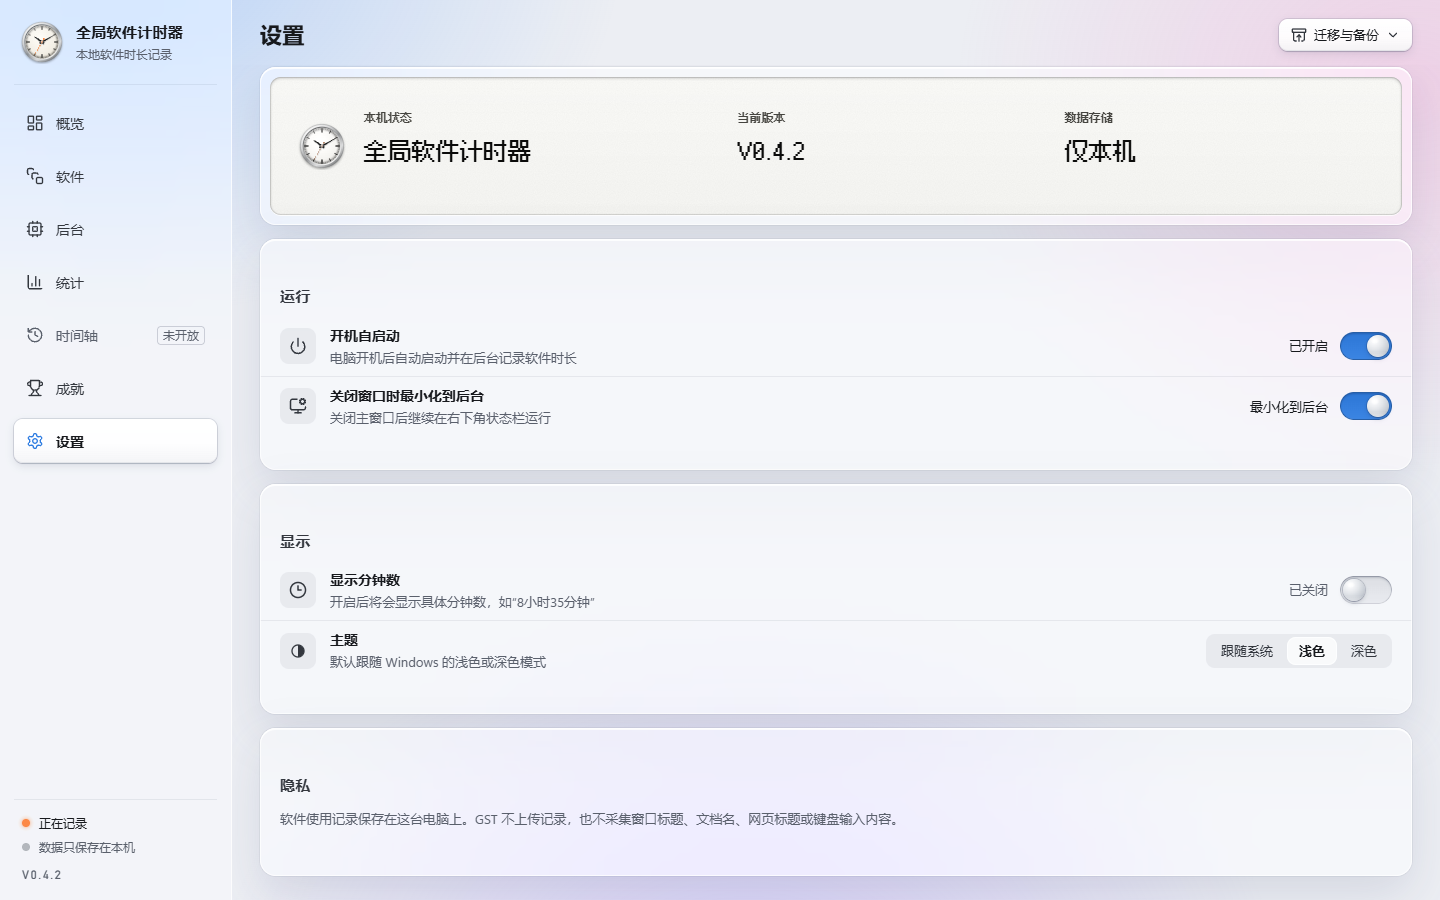 全局软件计时器
本地软件时长记录
概览
软件
后台
统计
时间轴 未开放
成就
设置
正在记录
数据只保存在本机
V0.4.2
设置
迁移与备份
本机状态
全局软件计时器
当前版本
V0.4.2
数据存储
仅本机
运行
开机自启动
电脑开机后自动启动并在后台记录软件时长
已开启
关闭窗口时最小化到后台
关闭主窗口后继续在右下角状态栏运行
最小化到后台
显示
显示分钟数
开启后将会显示具体分钟数，如“8小时35分钟”
已关闭
主题
默认跟随 Windows 的浅色或深色模式
跟随系统 浅色 深色
隐私
软件使用记录保存在这台电脑上。GST 不上传记录，也不采集窗口标题、文档名、网页标题或键盘输入内容。